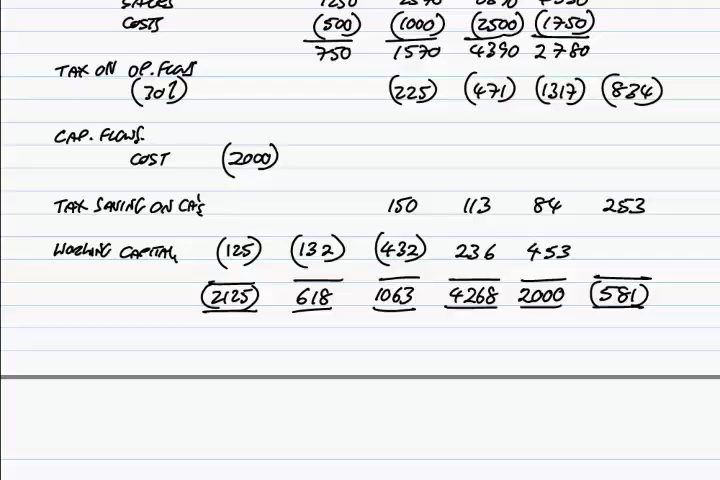 COSTS (500) (1000) (2500) (1750)
750 1570 4390 2780
TAX ON OP. FLOWS
(30%) (225) (471) (1317) (834)
CAP. FLOWS.
COST (2000)
TAX SAVING ON CA's 150 113 84 253
WORKING CAPITAL (125) (132) (432) 236 453
(2125) 618 1063 4268 2000 (581)